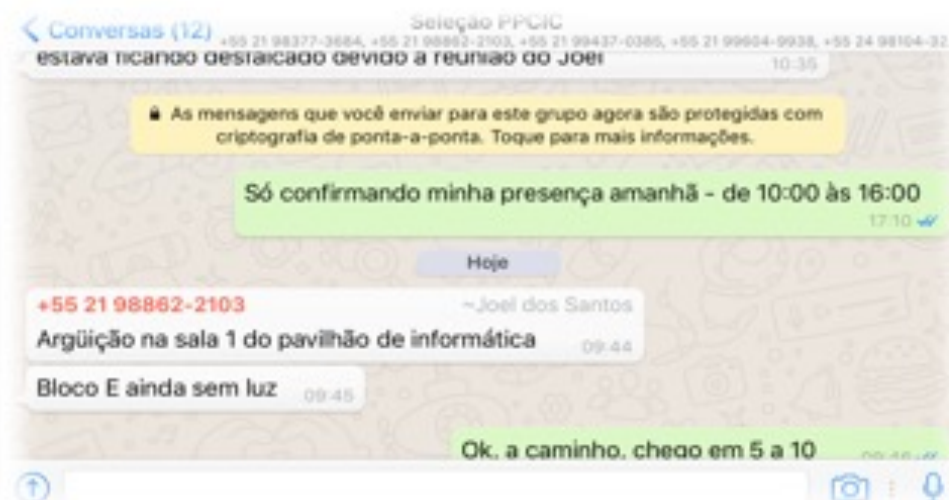 Conversas (12)
Seleção PPCIC
+55 21 98377-3664, +55 21 98862-2103, +55 21 99437-0385, +55 21 99604-9938, +55 24 98104-32
estava ficando desfalcado devido a reunião do Joel
10:35
As mensagens que você enviar para este grupo agora são protegidas com
criptografia de ponta-a-ponta. Toque para mais informações.
Só confirmando minha presença amanhã - de 10:00 às 16:00
17:10
Hoje
+55 21 98862-2103 ~Joel dos Santos
Argüição na sala 1 do pavilhão de informática
09:44
Bloco E ainda sem luz 09:45
Ok, a caminho, chego em 5 a 10
09:46